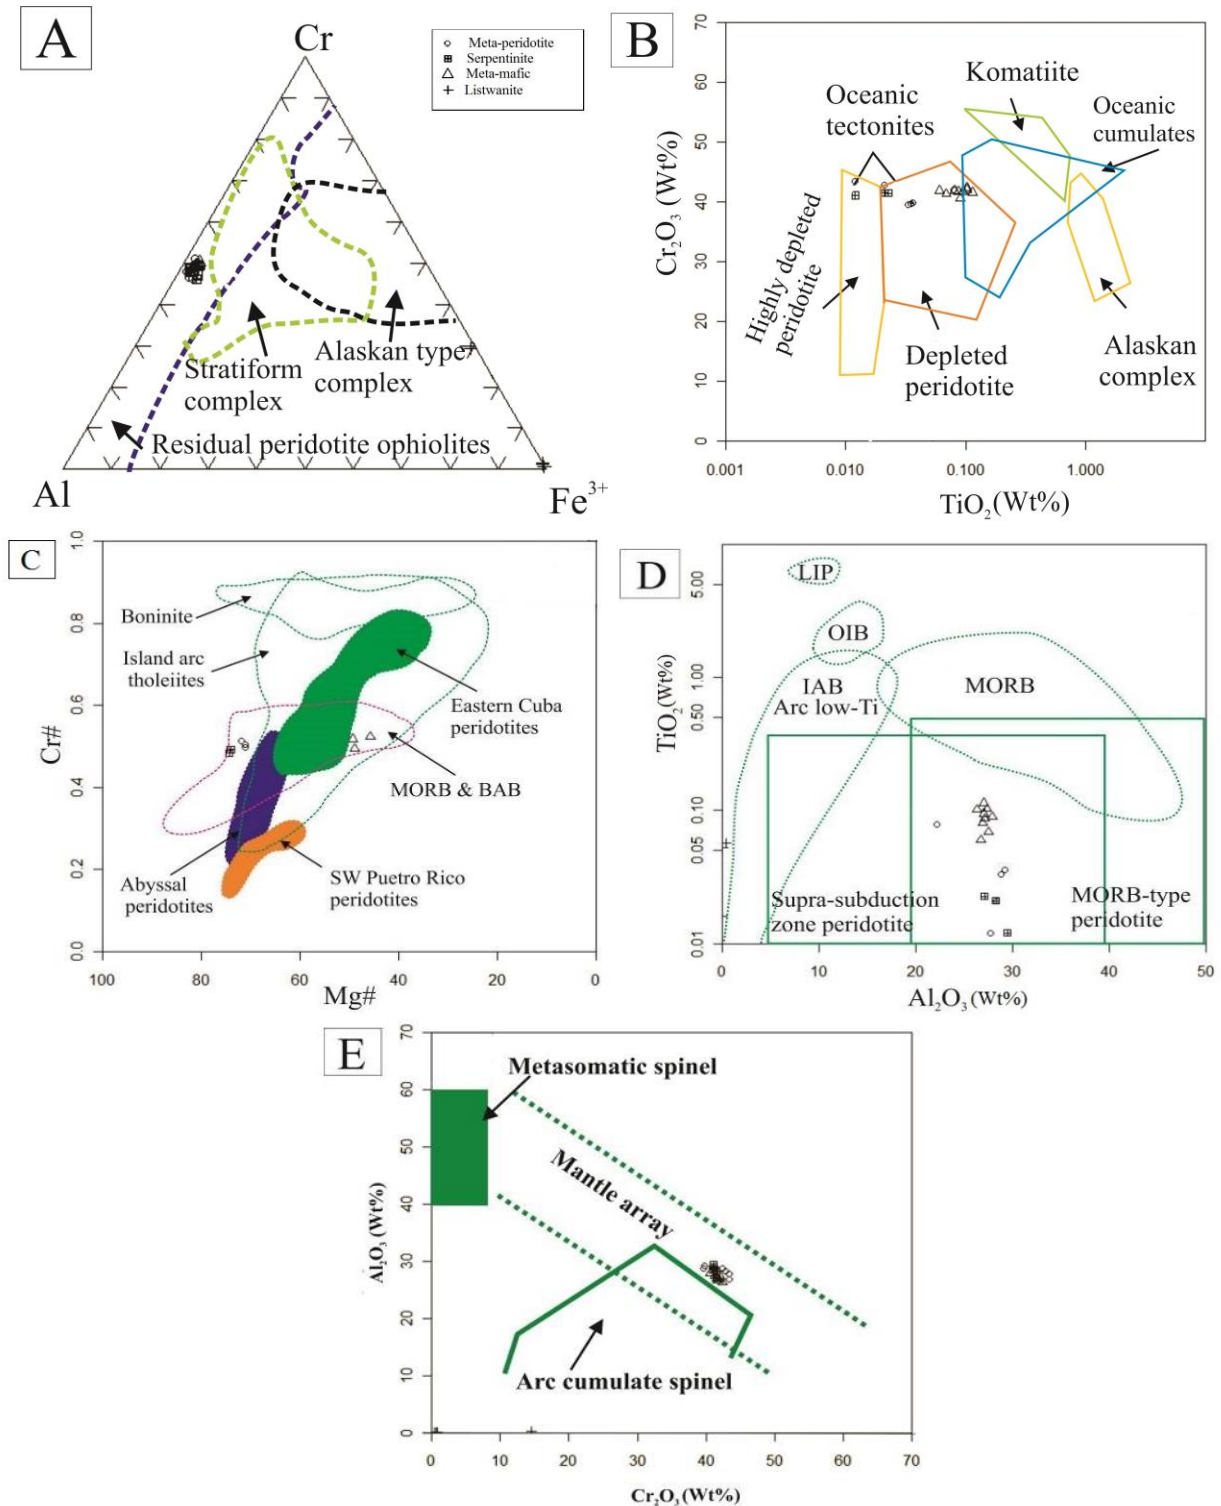 A
Cr
Meta-peridotite
Serpentinite
Meta-mafic
Listwanite
Stratiform
complex
Alaskan type
complex
Residual peridotite ophiolites
Al
Fe3+
B
70
60
50
40
30
20
10
0
Cr2O3 (Wt%)
Komatiite
Oceanic
tectonites
Oceanic
cumulates
Highly depleted
peridotite
Depleted
peridotite
Alaskan
complex
0.001
0.010
0.100
1.000
TiO2 (Wt%)
C
1.0
0.8
0.6
0.4
0.2
0.0
Cr#
Boninite
Island arc
tholeiites
Eastern Cuba
peridotites
MORB & BAB
Abyssal
peridotites
SW Puetro Rico
peridotites
100
80
60
40
20
0
Mg#
D
5.00
1.00
0.50
0.10
0.05
0.01
TiO2 (Wt%)
LIP
OIB
IAB
Arc low-Ti
MORB
Supra-subduction
zone peridotite
MORB-type
peridotite
0
10
20
30
40
50
Al2O3 (Wt%)
E
70
60
50
40
30
20
10
0
Al2O3 (Wt%)
Metasomatic spinel
Mantle array
Arc cumulate spinel
0
10
20
30
40
50
60
70
Cr2O3 (Wt%)